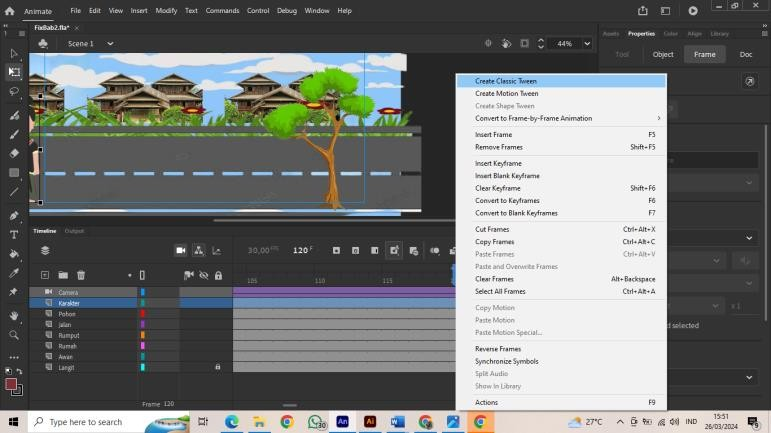 Animate
File Edit View Insert Modify Text Commands Control Debug Window Help
FixBab2.fla*
Scene 1
44%
Assets Properties Color Align Library
Tool Object Frame Doc
Create Classic Tween
Create Motion Tween
Create Shape Tween
Convert to Frame-by-Frame Animation
Insert Frame F5
Remove Frames Shift+F5
Insert Keyframe
Insert Blank Keyframe
Clear Keyframe Shift+F6
Convert to Keyframes F6
Convert to Blank Keyframes F7
Cut Frames Ctrl+Alt+X
Copy Frames Ctrl+Alt+C
Paste Frames Ctrl+Alt+V
Paste and Overwrite Frames
Clear Frames Alt+Backspace
Select All Frames Ctrl+Alt+A
Copy Motion
Paste Motion
Paste Motion Special...
Reverse Frames
Synchronize Symbols
Split Audio
Show In Library
Actions F9
x 1
d selected
Timeline Output
30,00 FPS 120 F
105 110 115
Camera
Karakter
Pohon
Jalan
Rumput
Rumah
Awan
Langit
Frame 120
Type here to search
30
An
Ai
27°C
IND
15:51
26/03/2024